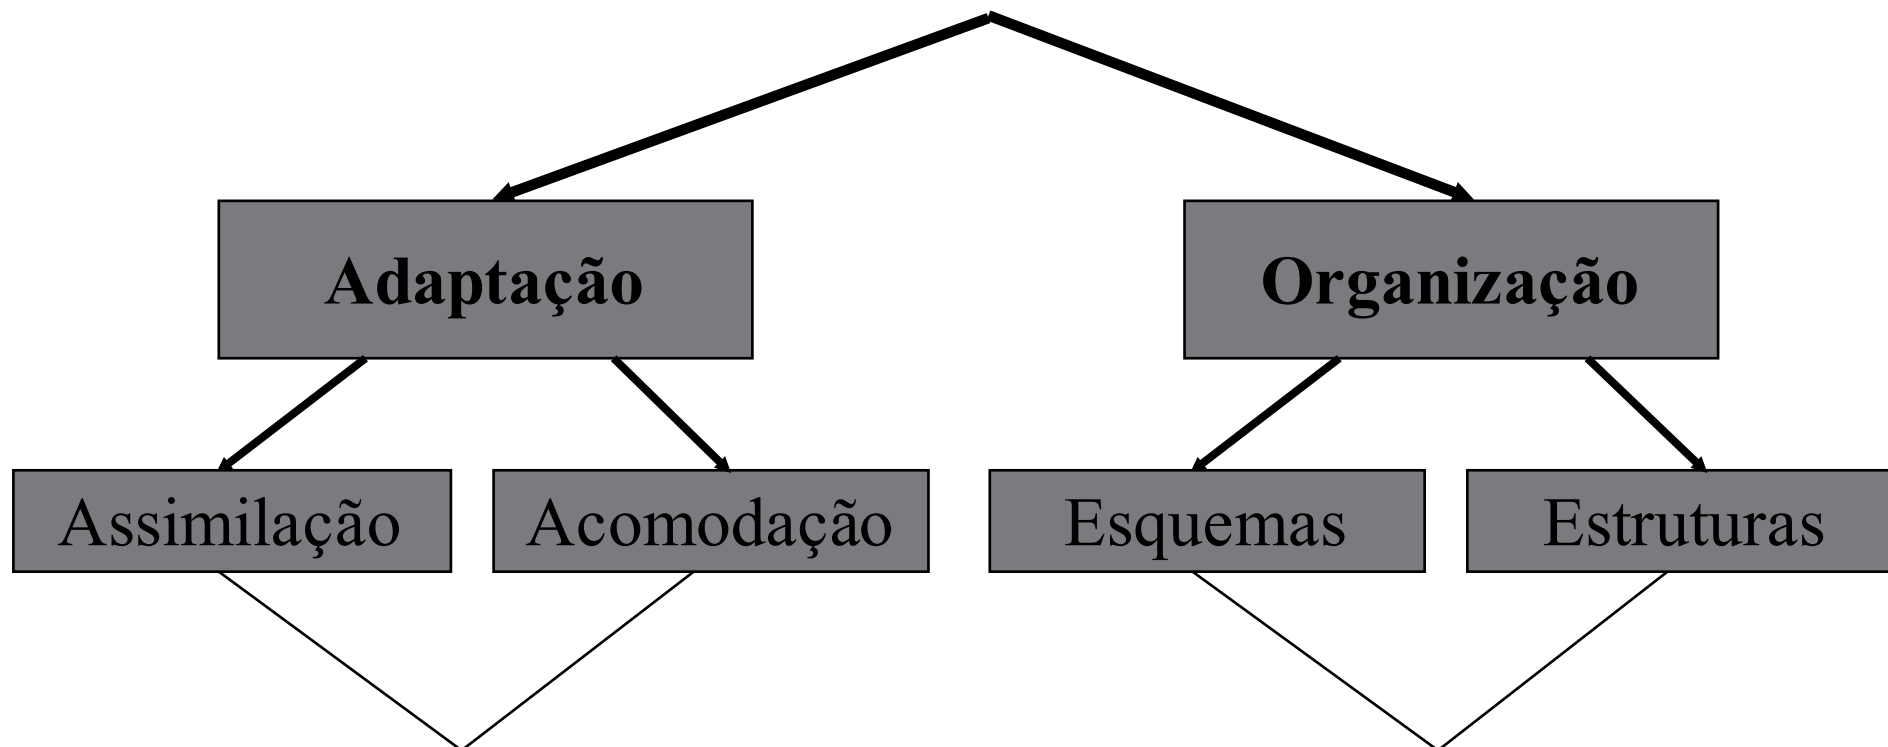 Adaptação
Organização
Assimilação
Acomodação
Esquemas
Estruturas